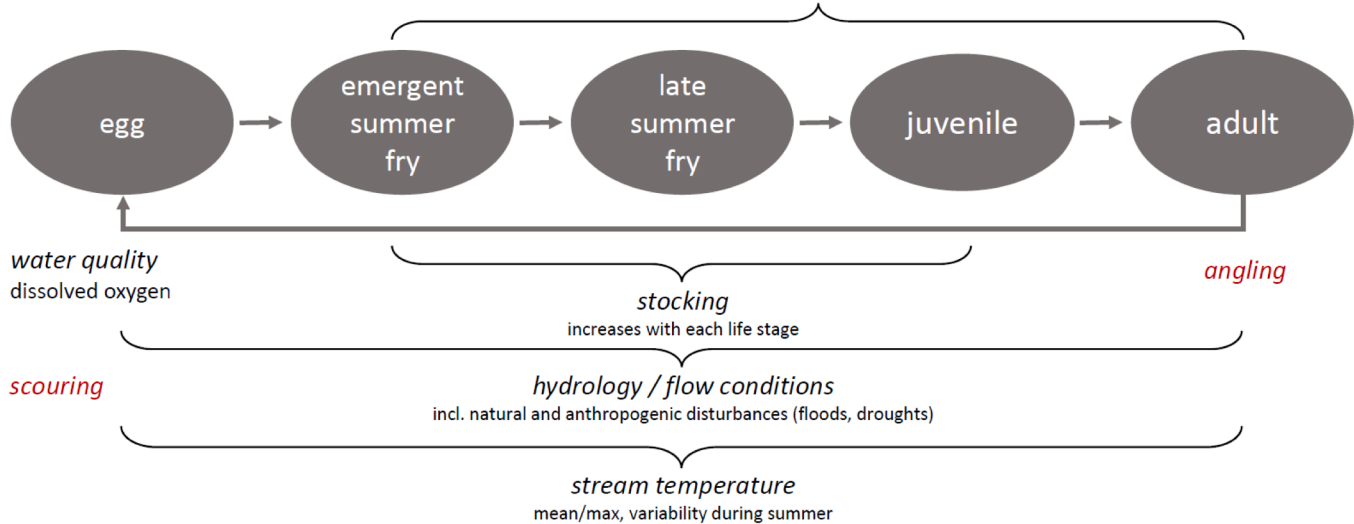 egg
emergent
summer
fry
late
summer
fry
juvenile
adult
water quality
dissolved oxygen
angling
stocking
increases with each life stage
scouring
hydrology / flow conditions
incl. natural and anthropogenic disturbances (floods, droughts)
stream temperature
mean/max, variability during summer